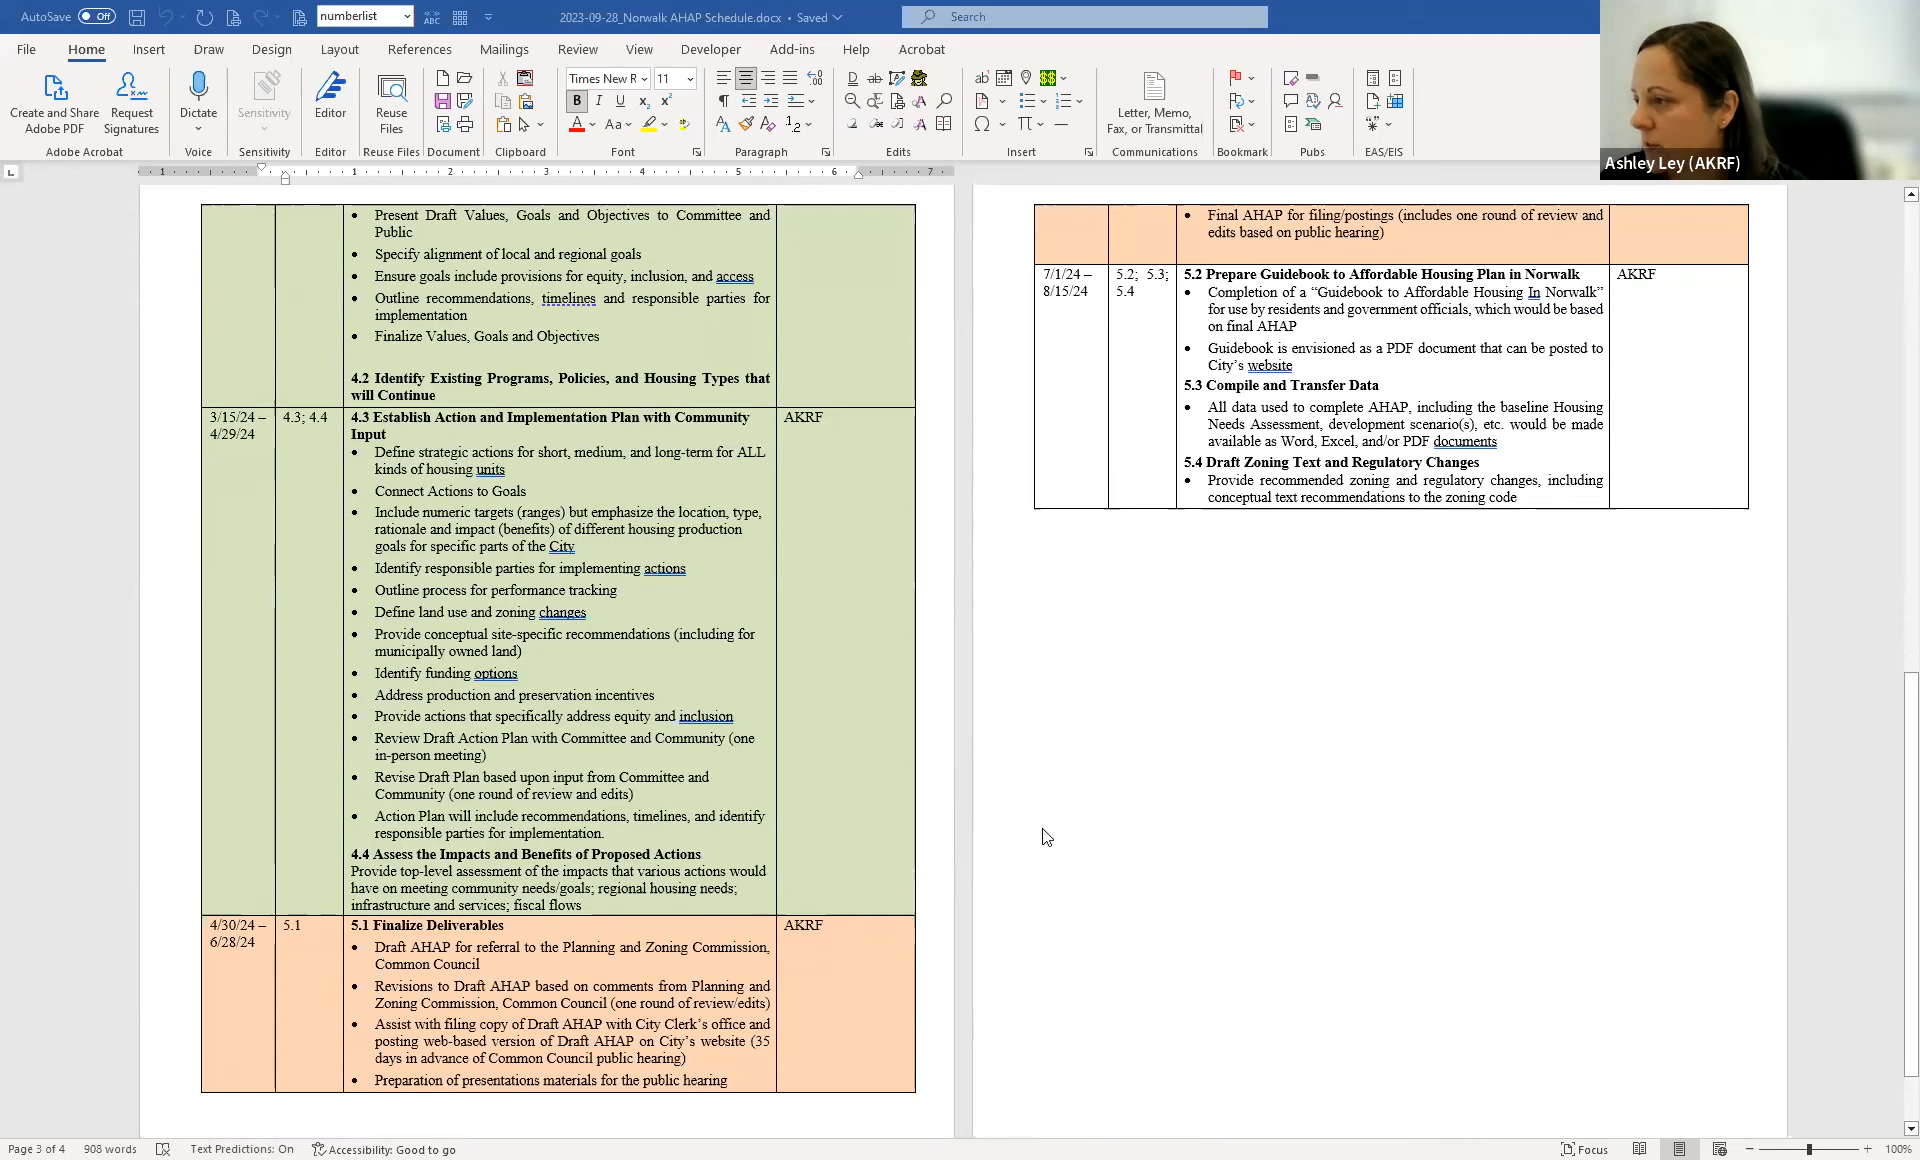 AutoSave Off numberlist 2023-09-28_Norwalk AHAP Schedule.docx • Saved Search
File Home Insert Draw Design Layout References Mailings Review View Developer Add-ins Help Acrobat
Times New R 11
Create and Share Adobe PDF
Request Signatures
Dictate
Sensitivity
Editor
Reuse Files
Letter, Memo, Fax, or Transmittal
Adobe Acrobat Voice Sensitivity Editor Reuse Files Document Clipboard Font Paragraph Edits Insert Communications Bookmark Pubs EAS/EIS
Ashley Ley (AKRF)
1 1 2 3 4 5 6 7
• Present Draft Values, Goals and Objectives to Committee and
Public
• Specify alignment of local and regional goals
• Ensure goals include provisions for equity, inclusion, and access
• Outline recommendations, timelines and responsible parties for
implementation
• Finalize Values, Goals and Objectives
4.2 Identify Existing Programs, Policies, and Housing Types that
will Continue
3/15/24 –
4/29/24
4.3; 4.4
4.3 Establish Action and Implementation Plan with Community
Input
AKRF
• Define strategic actions for short, medium, and long-term for ALL
kinds of housing units
• Connect Actions to Goals
• Include numeric targets (ranges) but emphasize the location, type,
rationale and impact (benefits) of different housing production
goals for specific parts of the City
• Identify responsible parties for implementing actions
• Outline process for performance tracking
• Define land use and zoning changes
• Provide conceptual site-specific recommendations (including for
municipally owned land)
• Identify funding options
• Address production and preservation incentives
• Provide actions that specifically address equity and inclusion
• Review Draft Action Plan with Committee and Community (one
in-person meeting)
• Revise Draft Plan based upon input from Committee and
Community (one round of review and edits)
• Action Plan will include recommendations, timelines, and identify
responsible parties for implementation.
4.4 Assess the Impacts and Benefits of Proposed Actions
Provide top-level assessment of the impacts that various actions would
have on meeting community needs/goals; regional housing needs;
infrastructure and services; fiscal flows
4/30/24 –
6/28/24
5.1
5.1 Finalize Deliverables
AKRF
• Draft AHAP for referral to the Planning and Zoning Commission,
Common Council
• Revisions to Draft AHAP based on comments from Planning and
Zoning Commission, Common Council (one round of review/edits)
• Assist with filing copy of Draft AHAP with City Clerk’s office and
posting web-based version of Draft AHAP on City’s website (35
days in advance of Common Council public hearing)
• Preparation of presentations materials for the public hearing
• Final AHAP for filing/postings (includes one round of review and
edits based on public hearing)
7/1/24 –
8/15/24
5.2; 5.3;
5.4
5.2 Prepare Guidebook to Affordable Housing Plan in Norwalk
AKRF
• Completion of a “Guidebook to Affordable Housing In Norwalk”
for use by residents and government officials, which would be based
on final AHAP
• Guidebook is envisioned as a PDF document that can be posted to
City’s website
5.3 Compile and Transfer Data
• All data used to complete AHAP, including the baseline Housing
Needs Assessment, development scenario(s), etc. would be made
available as Word, Excel, and/or PDF documents
5.4 Draft Zoning Text and Regulatory Changes
• Provide recommended zoning and regulatory changes, including
conceptual text recommendations to the zoning code
Page 3 of 4 908 words Text Predictions: On Accessibility: Good to go Focus 100%